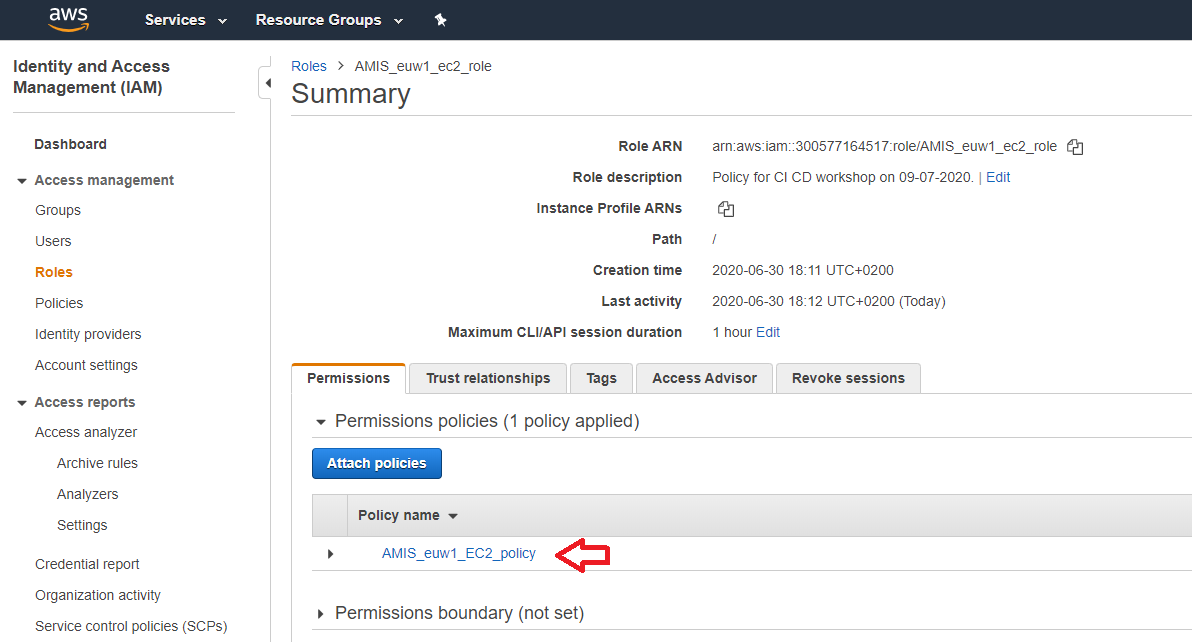 aws
Services
Resource Groups
Identity and Access
Management (IAM)
Dashboard
Access management
Groups
Users
Roles
Policies
Identity providers
Account settings
Access reports
Access analyzer
Archive rules
Analyzers
Settings
Credential report
Organization activity
Service control policies (SCPs)
Roles > AMIS_euw1_ec2_role
Summary
Role ARN arn:aws:iam::300577164517:role/AMIS_euw1_ec2_role
Role description Policy for CI CD workshop on 09-07-2020. | Edit
Instance Profile ARNs
Path /
Creation time 2020-06-30 18:11 UTC+0200
Last activity 2020-06-30 18:12 UTC+0200 (Today)
Maximum CLI/API session duration 1 hour Edit
Permissions
Trust relationships
Tags
Access Advisor
Revoke sessions
Permissions policies (1 policy applied)
Attach policies
Policy name
AMIS_euw1_EC2_policy
Permissions boundary (not set)